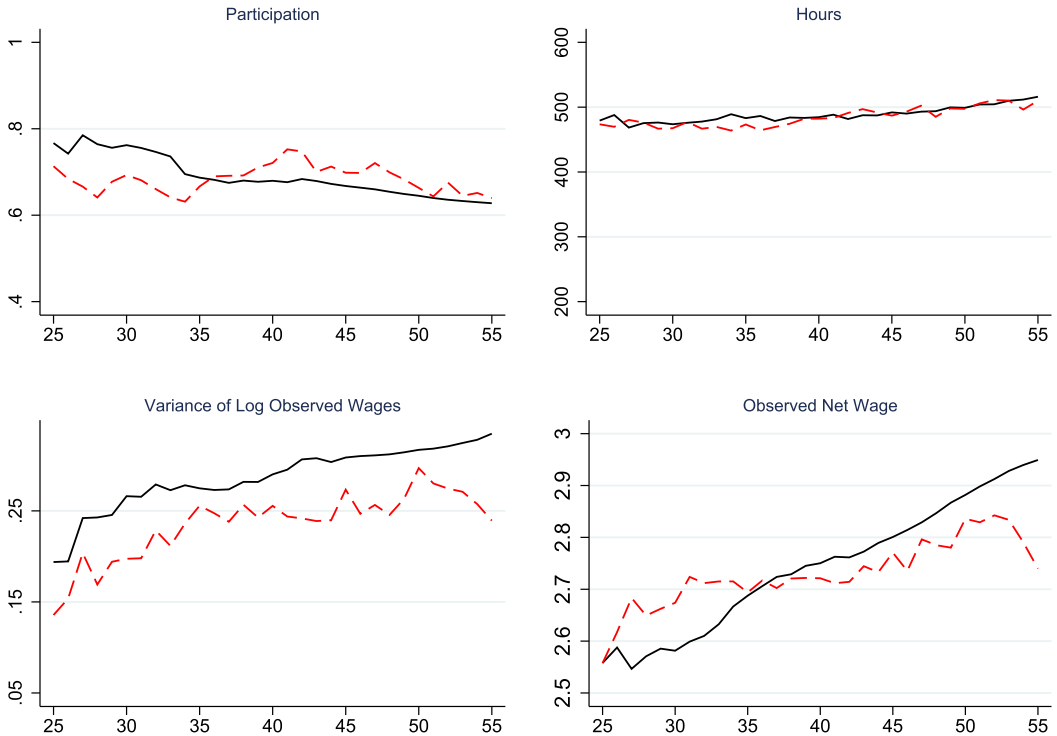 Participation
1
.8
.6
.4
25 30 35 40 45 50 55
Hours
600
500
400
300
200
25 30 35 40 45 50 55
Variance of Log Observed Wages
.25
.15
.05
25 30 35 40 45 50 55
Observed Net Wage
3
2.9
2.8
2.7
2.6
2.5
25 30 35 40 45 50 55